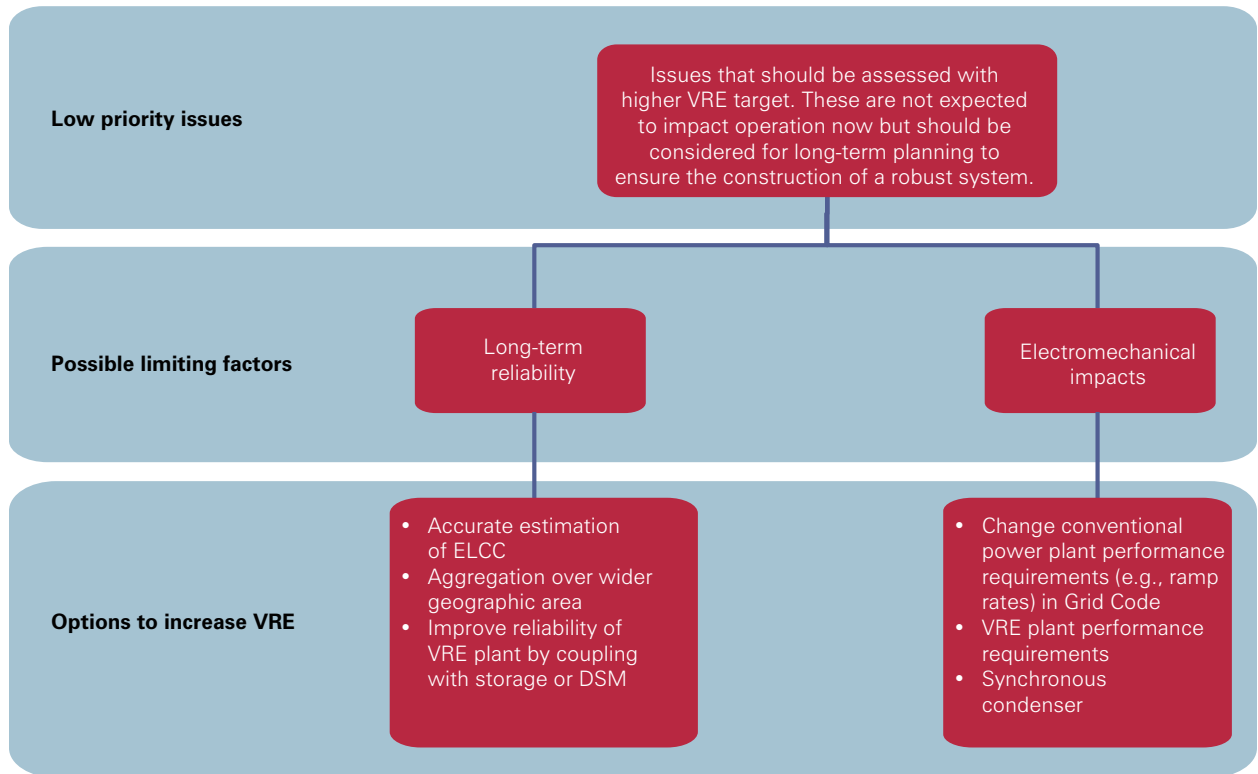 Low priority issues
Issues that should be assessed with
higher VRE target. These are not expected
to impact operation now but should be
considered for long-term planning to
ensure the construction of a robust system.
Possible limiting factors
Long-term
reliability
Electromechanical
impacts
Options to increase VRE
• Accurate estimation
of ELCC
• Aggregation over wider
geographic area
• Improve reliability of
VRE plant by coupling
with storage or DSM
• Change conventional
power plant performance
requirements (e.g., ramp
rates) in Grid Code
• VRE plant performance
requirements
• Synchronous
condenser